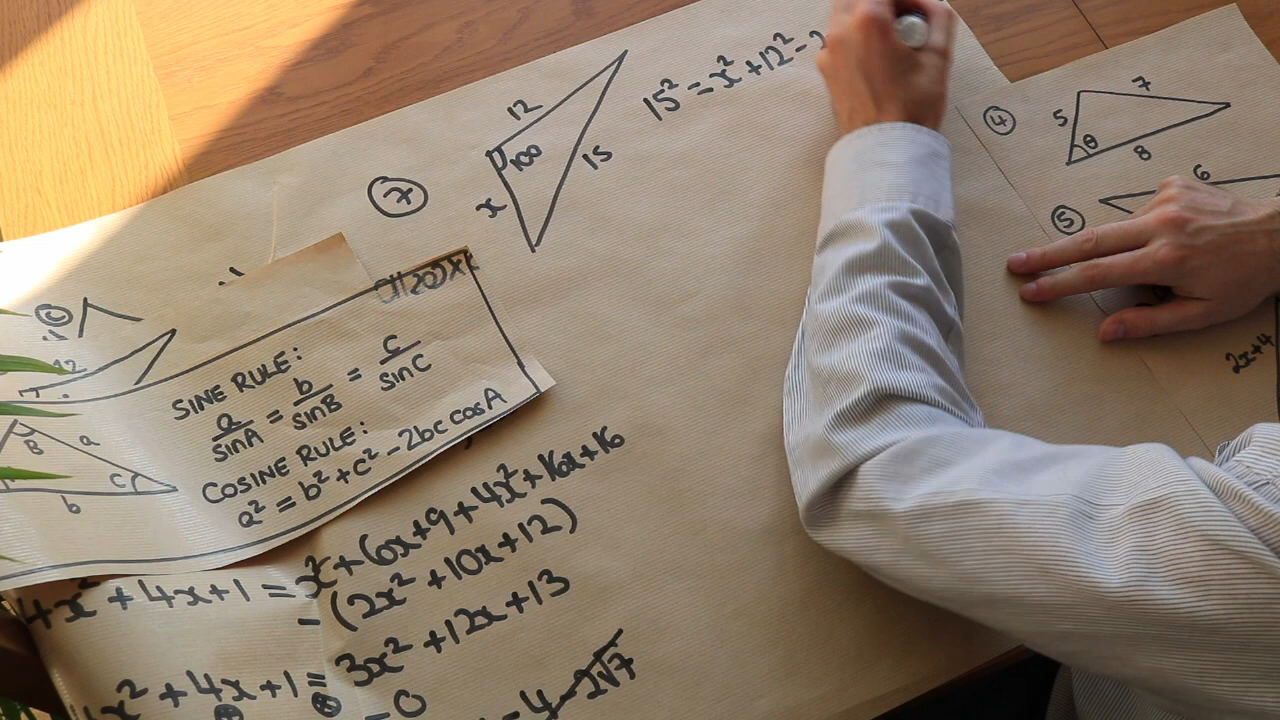 12
100
15
x
⑦
15² = x² + 12² - 2
④
7
5
θ
8
6
⑤
2x+4
SINE RULE:
a/sinA = b/sinB = c/sinC
COSINE RULE:
a² = b² + c² - 2bc cosA
B
a
c
b
4x² + 4x + 1 = x² + 6x + 9 + 4x² + 16x + 16
- (2x² + 10x + 12)
x² + 4x + 1 = 3x² + 12x + 13
= 0
-4 - 2√7